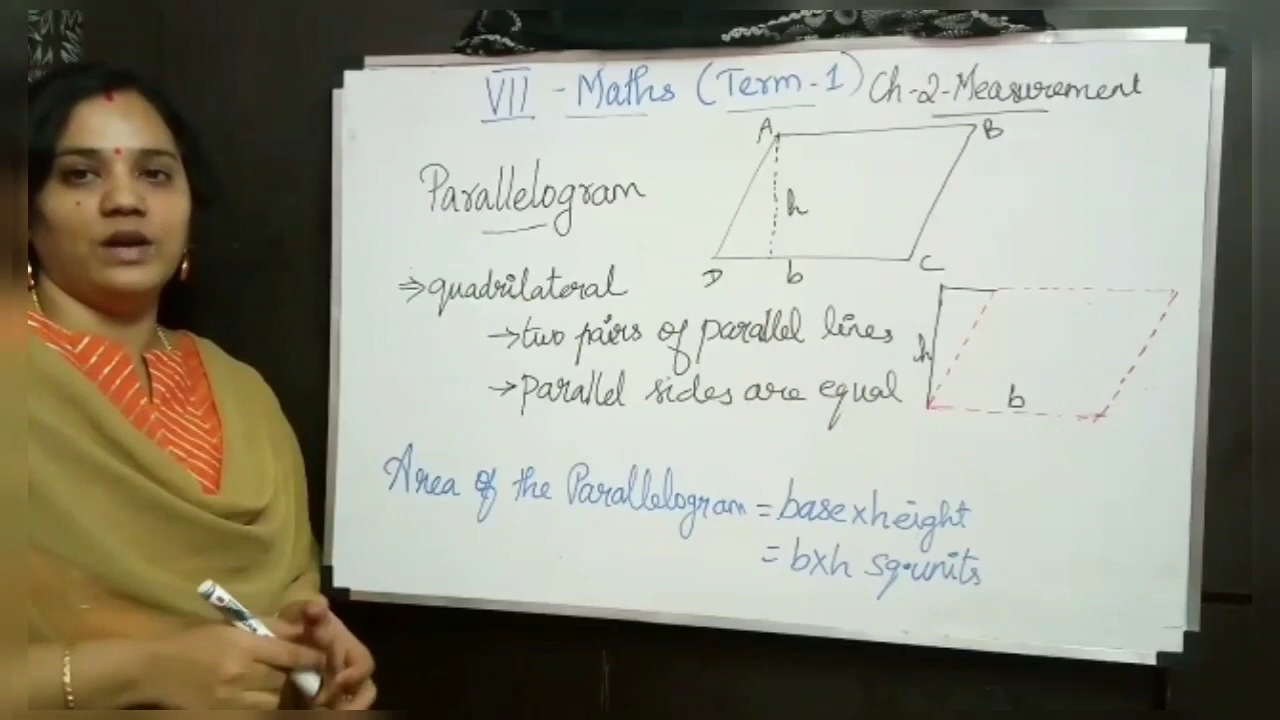 VII - Maths (Term-1) Ch-2-Measurement
A
B
Parallelogram
h
D
b
C
⇒quadrilateral
→two pairs of parallel lines
→parallel sides are equal
h
b
Area of the Parallelogram = base×height
= b×h sq.units